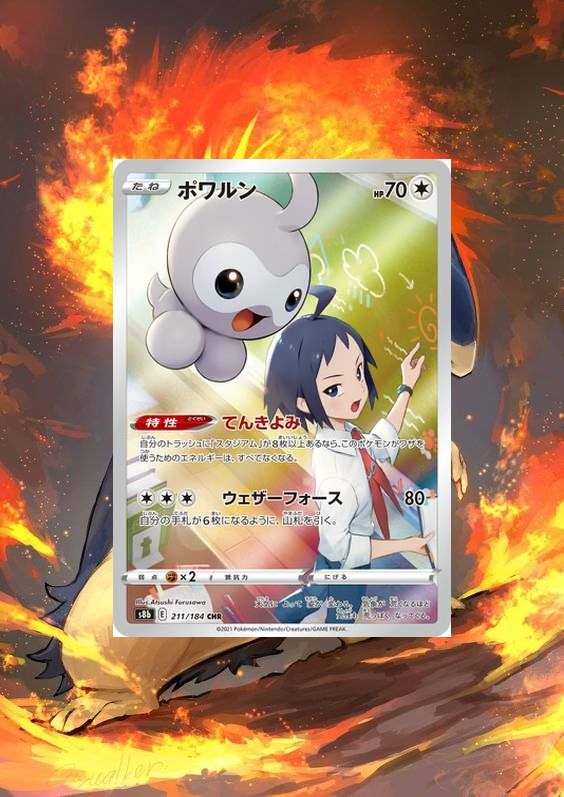 たね ポワルン HP70
特性 とくせい てんきよみ
自分のトラッシュに「スタジアム」が8枚以上あるなら、このポケモンがワザを
使うためのエネルギーは、すべてなくなる。
ウェザーフォース 80
自分の手札が6枚になるように、山札を引く。
弱点 ×2 抵抗力 にげる
Illus. Atsushi Furusawa
s8b E 211/184 CHR
©2021 Pokémon/Nintendo/Creatures/GAME FREAK.